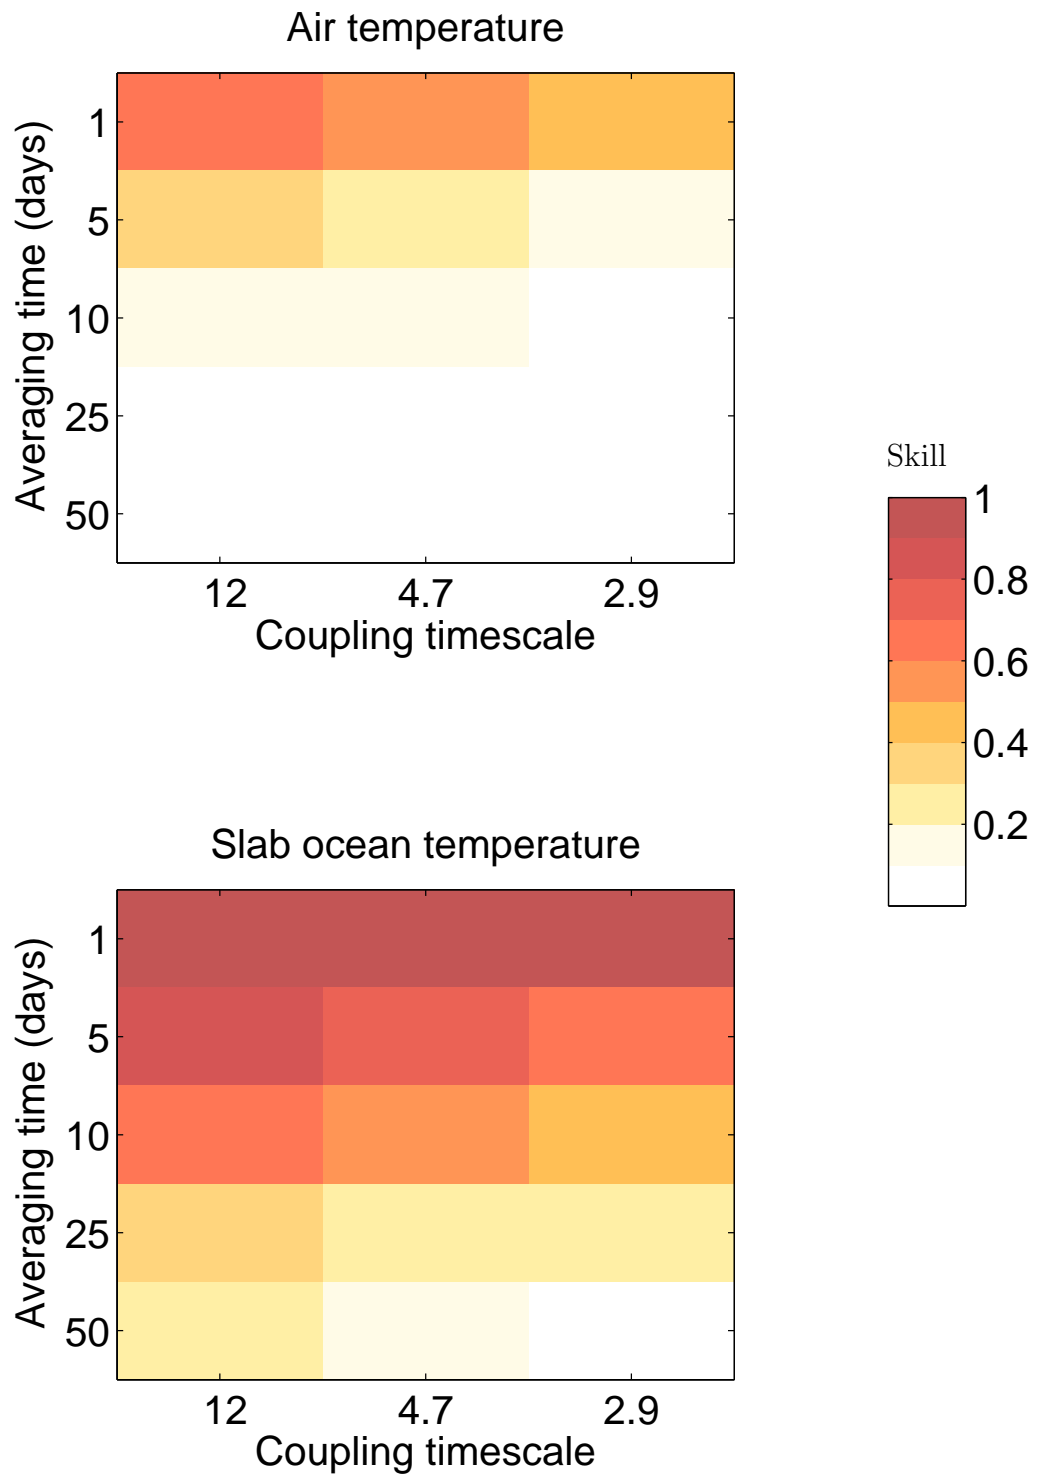 Air temperature
Averaging time (days)
1
5
10
25
50
12 4.7 2.9
Coupling timescale
Skill
1
0.8
0.6
0.4
0.2
Slab ocean temperature
Averaging time (days)
1
5
10
25
50
12 4.7 2.9
Coupling timescale